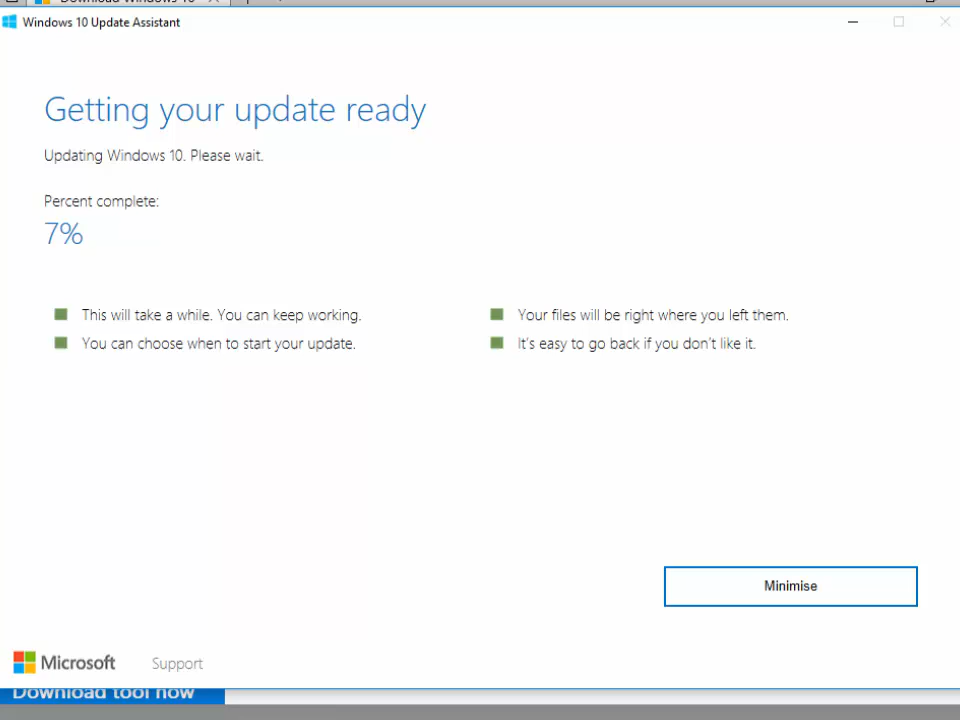 Download Windows 10
Windows 10 Update Assistant
Getting your update ready
Updating Windows 10. Please wait.
Percent complete:
7%
This will take a while. You can keep working.
Your files will be right where you left them.
You can choose when to start your update.
It's easy to go back if you don't like it.
Minimise
Microsoft
Support
Download tool now